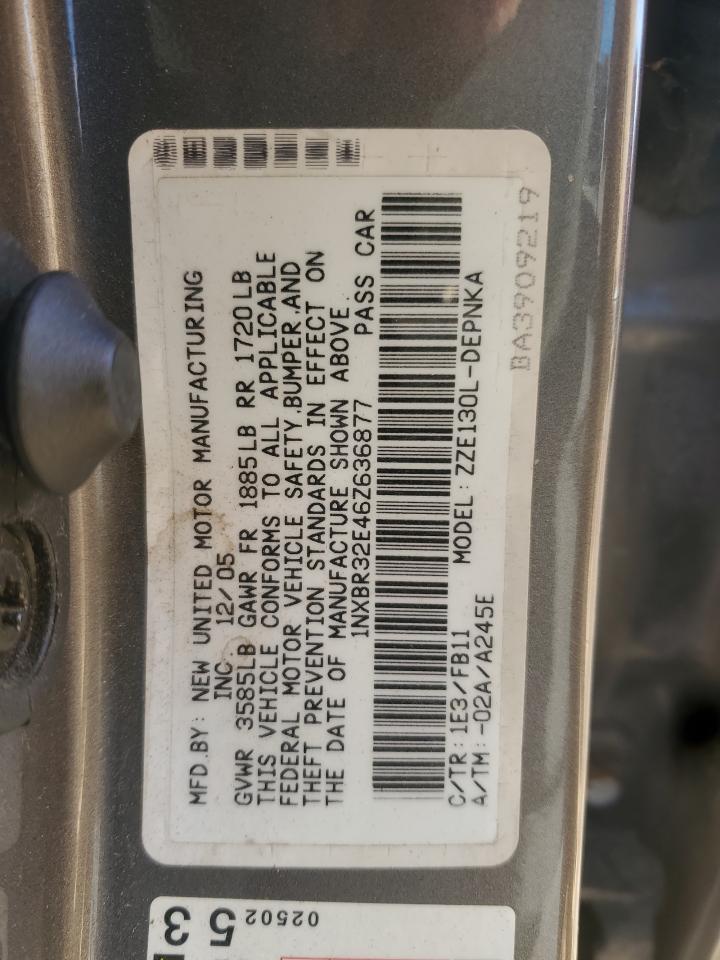 MFD.BY: NEW UNITED MOTOR MANUFACTURING
INC. 12/05
GVWR 3585LB GAWR FR 1885LB RR 1720LB
THIS VEHICLE CONFORMS TO ALL APPLICABLE
FEDERAL MOTOR VEHICLE SAFETY,BUMPER,AND
THEFT PREVENTION STANDARDS IN EFFECT ON
THE DATE OF MANUFACTURE SHOWN ABOVE.
1NXBR32E46Z636877 PASS CAR
C/TR: 1E3/FB11 MODEL: ZZE130L-DEPNKA
A/TM: -02A/A245E
BA3909219
02502
5
3